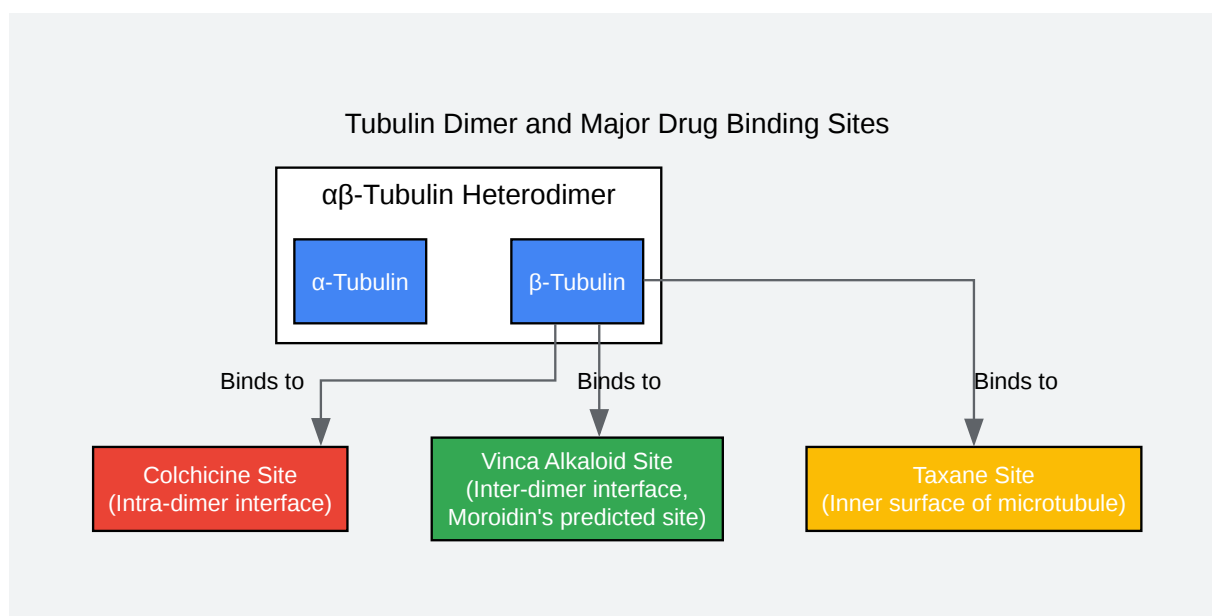 Tubulin Dimer and Major Drug Binding Sites
αβ-Tubulin Heterodimer
α-Tubulin
β-Tubulin
Binds to
Binds to
Binds to
Colchicine Site
(Intra-dimer interface)
Vinca Alkaloid Site
(Inter-dimer interface,
Moroidin's predicted site)
Taxane Site
(Inner surface of microtubule)